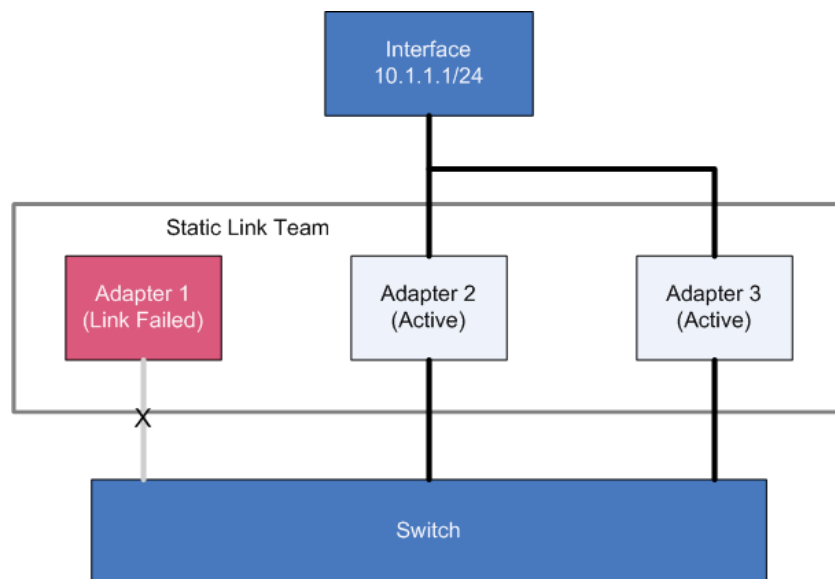 Interface
10.1.1.1/24
Static Link Team
Adapter 1
(Link Failed)
Adapter 2
(Active)
Adapter 3
(Active)
X
Switch